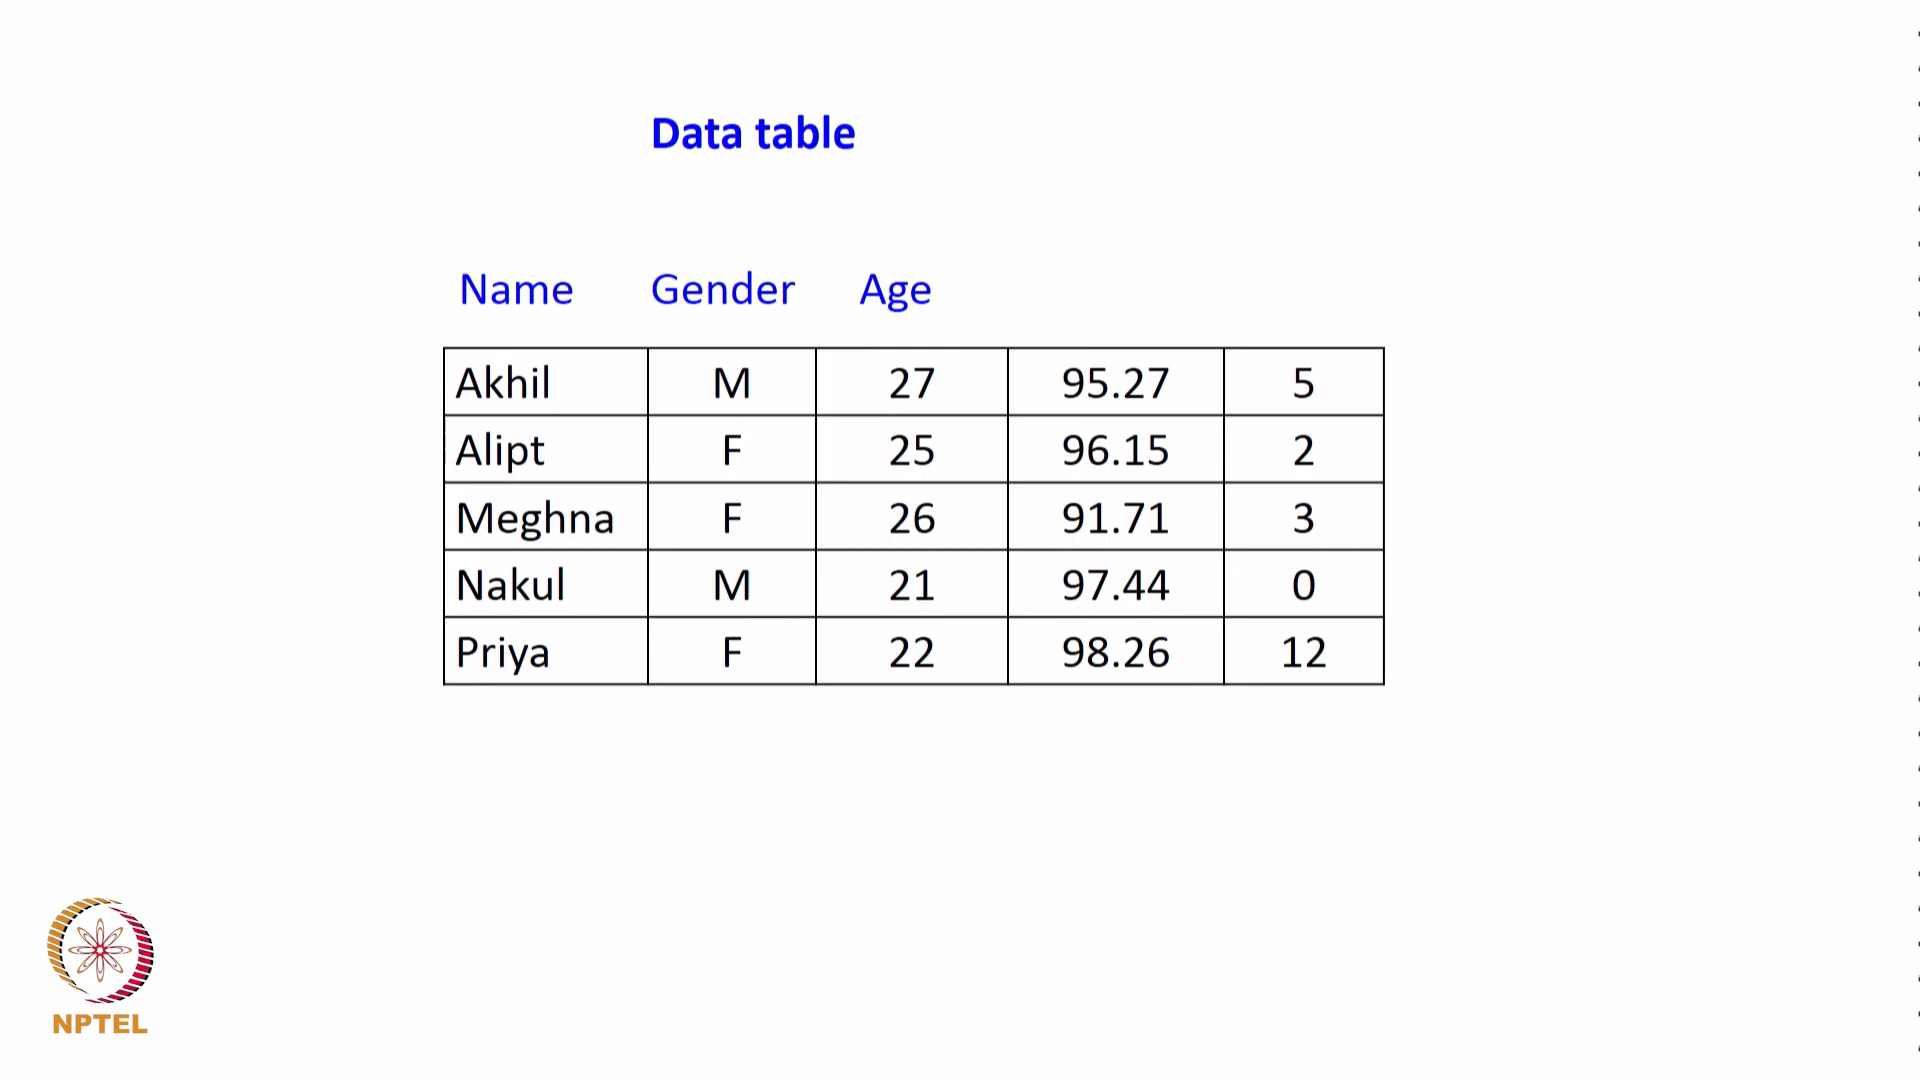 Data table
Name Gender Age
Akhil M 27 95.27 5
Alipt F 25 96.15 2
Meghna F 26 91.71 3
Nakul M 21 97.44 0
Priya F 22 98.26 12
NPTEL